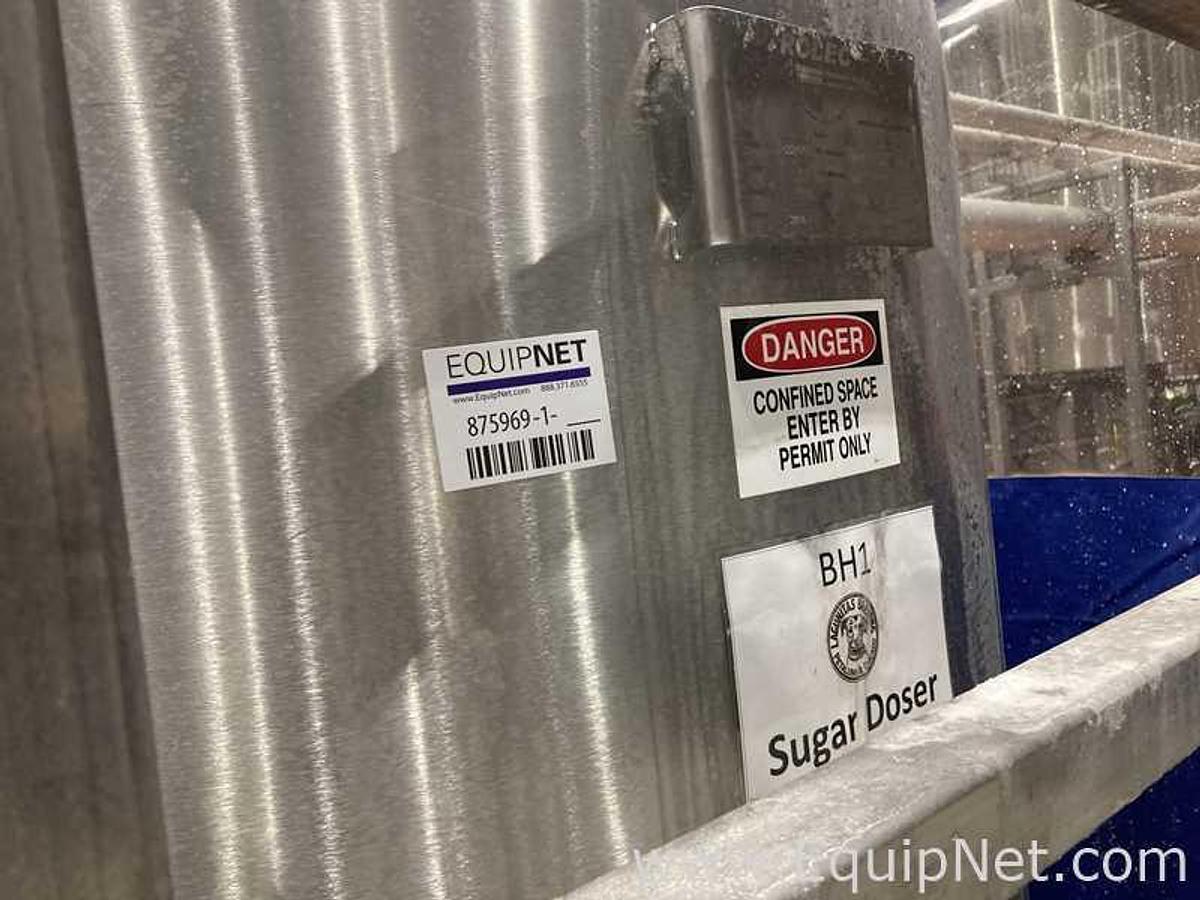 EQUIPNET
www.EquipNet.com 888.371.6555
875969-1-
DANGER
CONFINED SPACE
ENTER BY
PERMIT ONLY
BH1
LAGUNITAS
Sugar Doser
www.EquipNet.com